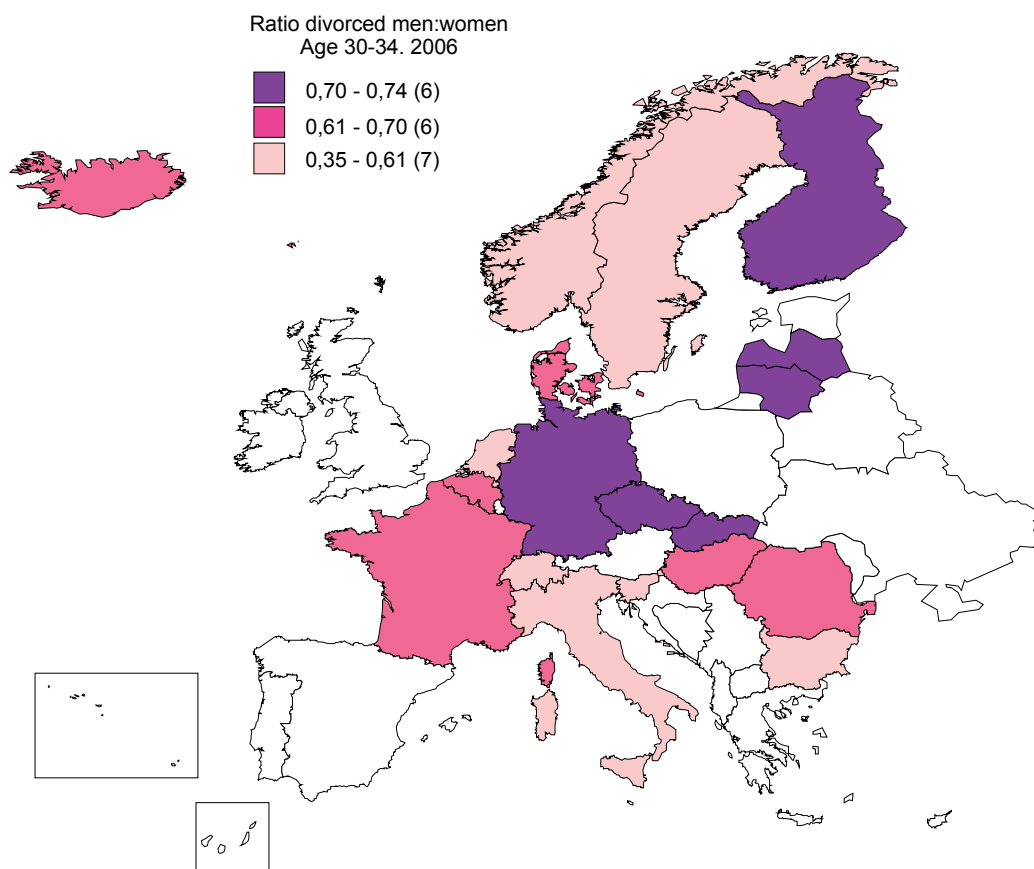 Ratio divorced men:women
Age 30-34. 2006
0,70 - 0,74 (6)
0,61 - 0,70 (6)
0,35 - 0,61 (7)